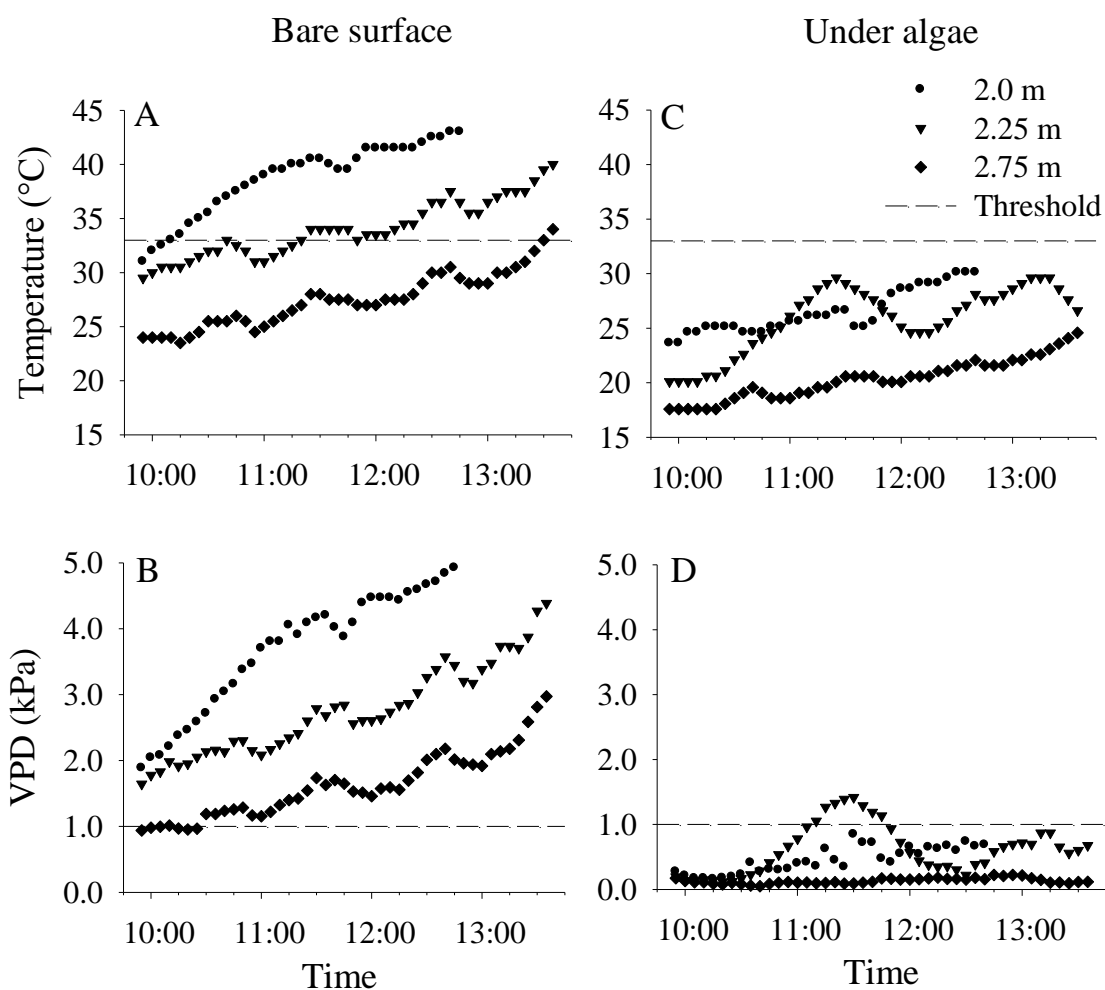 Bare surface
Under algae
A
Temperature (°C)
45
40
35
30
25
20
15
10:00 11:00 12:00 13:00
C
2.0 m
2.25 m
2.75 m
Threshold
45
40
35
30
25
20
15
10:00 11:00 12:00 13:00
B
VPD (kPa)
5.0
4.0
3.0
2.0
1.0
0.0
10:00 11:00 12:00 13:00
Time
D
5.0
4.0
3.0
2.0
1.0
0.0
10:00 11:00 12:00 13:00
Time